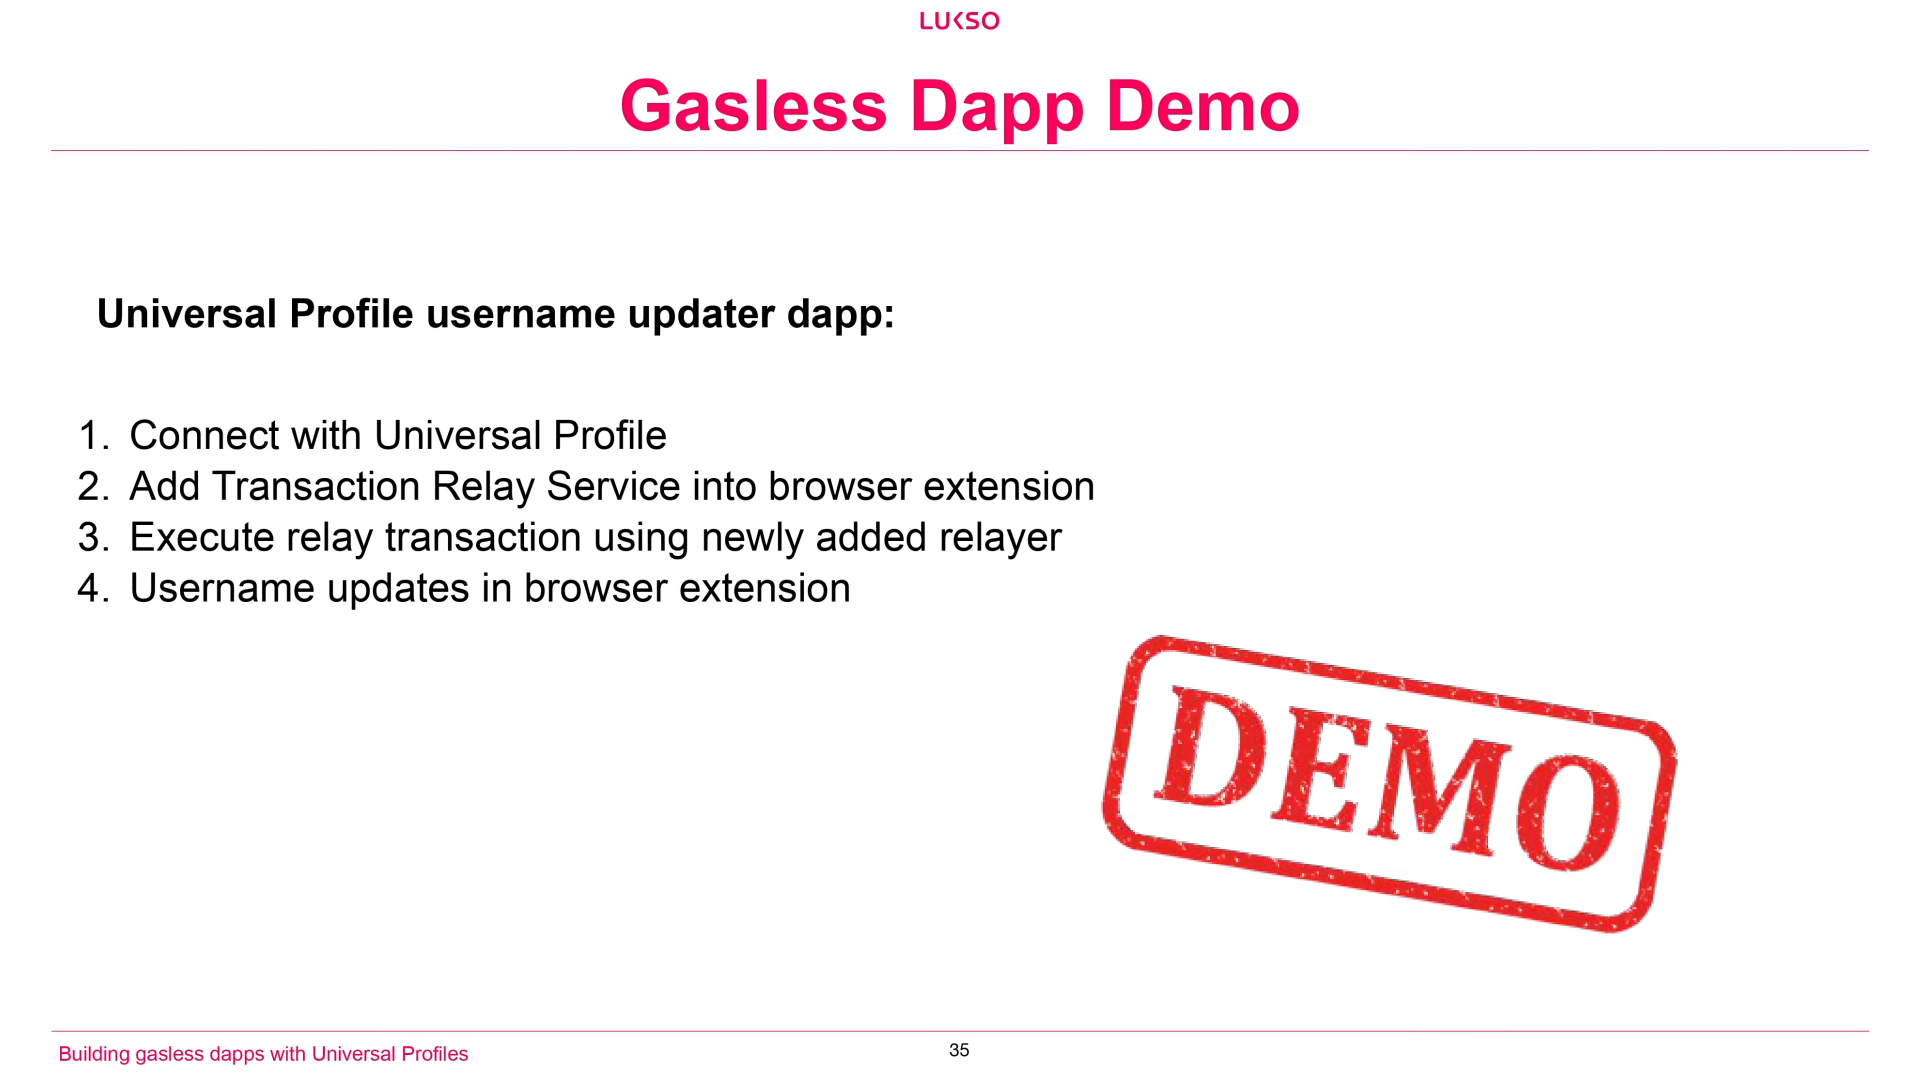 LUKSO
Gasless Dapp Demo
Universal Profile username updater dapp:
1. Connect with Universal Profile
2. Add Transaction Relay Service into browser extension
3. Execute relay transaction using newly added relayer
4. Username updates in browser extension
DEMO
Building gasless dapps with Universal Profiles
35